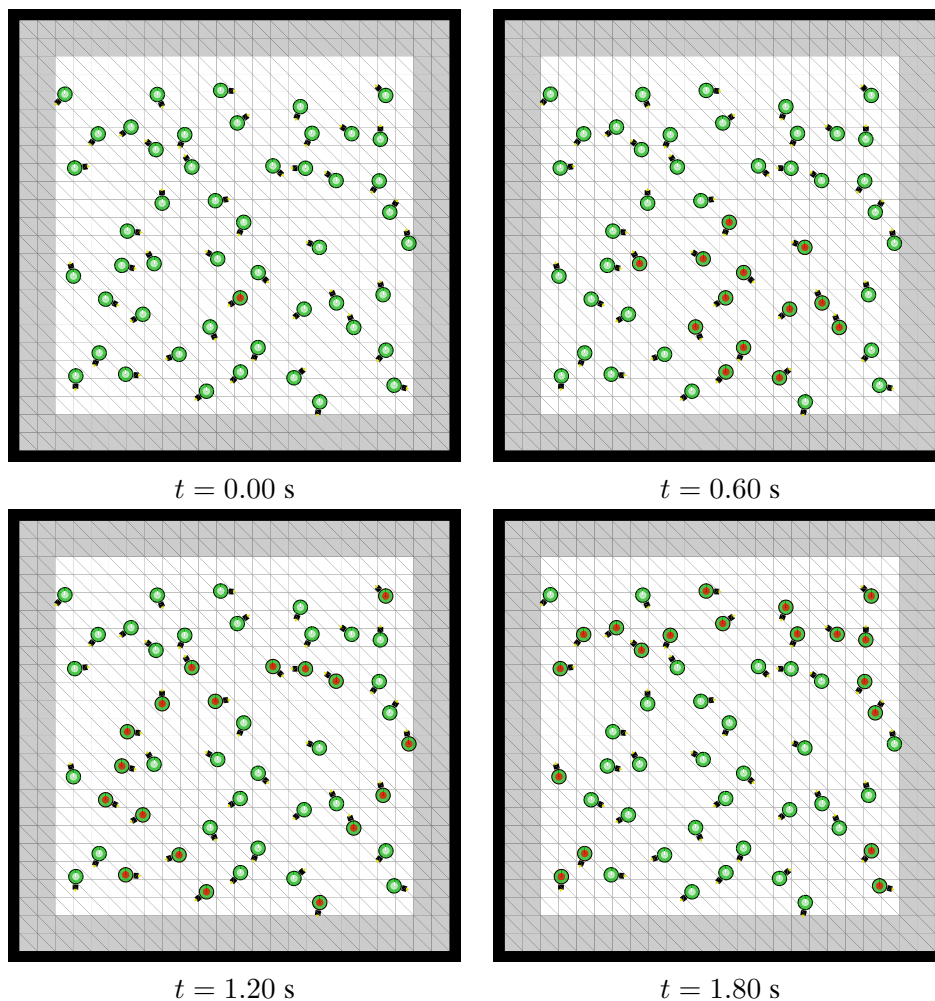 t = 0.00 s
t = 0.60 s
t = 1.20 s
t = 1.80 s